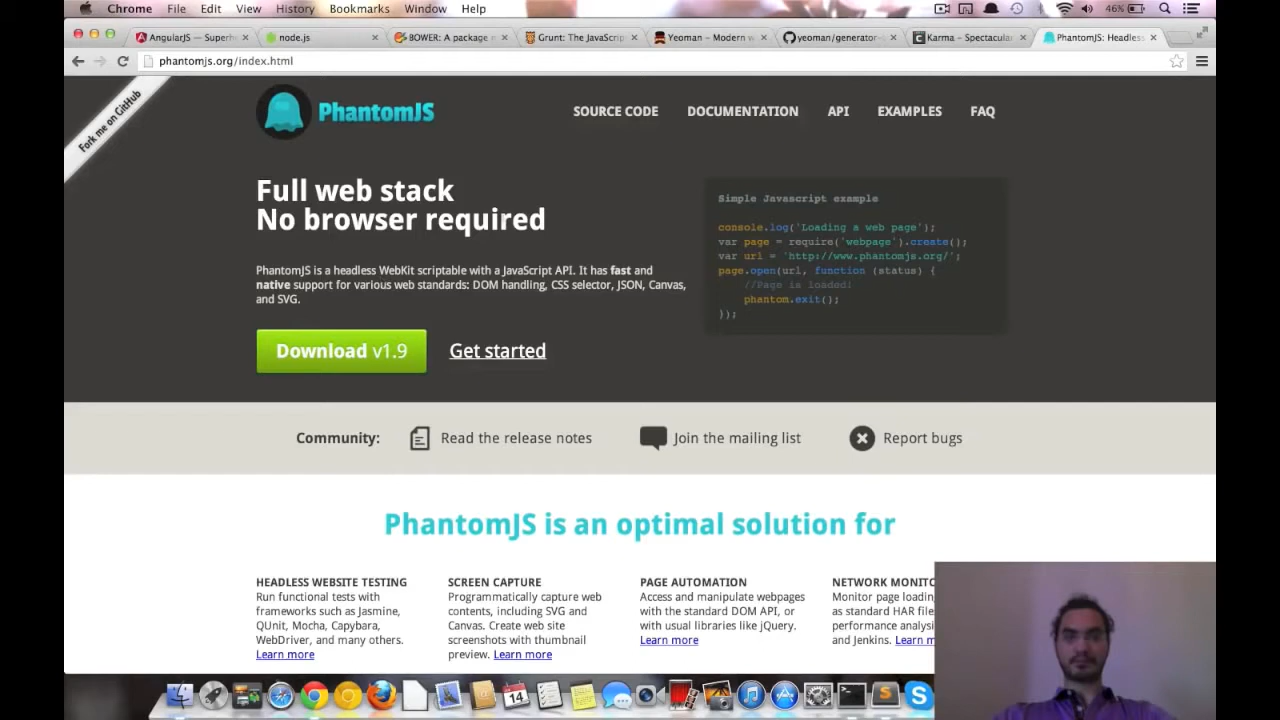 Chrome File Edit View History Bookmarks Window Help 46%
AngularJS — Superh node.js BOWER: A package m Grunt: The JavaScrip Yeoman – Modern w yeoman/generator- Karma – Spectacular PhantomJS: Headless
phantomjs.org/index.html
Fork me on GitHub
PhantomJS
SOURCE CODE DOCUMENTATION API EXAMPLES FAQ
Full web stack
No browser required
PhantomJS is a headless WebKit scriptable with a JavaScript API. It has fast and
native support for various web standards: DOM handling, CSS selector, JSON, Canvas,
and SVG.
Download v1.9 Get started
Simple Javascript example
console.log('Loading a web page');
var page = require('webpage').create();
var url = 'http://www.phantomjs.org/';
page.open(url, function (status) {
//Page is loaded!
phantom.exit();
});
Community: Read the release notes Join the mailing list Report bugs
PhantomJS is an optimal solution for
HEADLESS WEBSITE TESTING
Run functional tests with
frameworks such as Jasmine,
QUnit, Mocha, Capybara,
WebDriver, and many others.
Learn more
SCREEN CAPTURE
Programmatically capture web
contents, including SVG and
Canvas. Create web site
screenshots with thumbnail
preview. Learn more
PAGE AUTOMATION
Access and manipulate webpages
with the standard DOM API, or
with usual libraries like jQuery.
Learn more
NETWORK MONITO
Monitor page loading
as standard HAR file
performance analysi
and Jenkins. Learn m
14